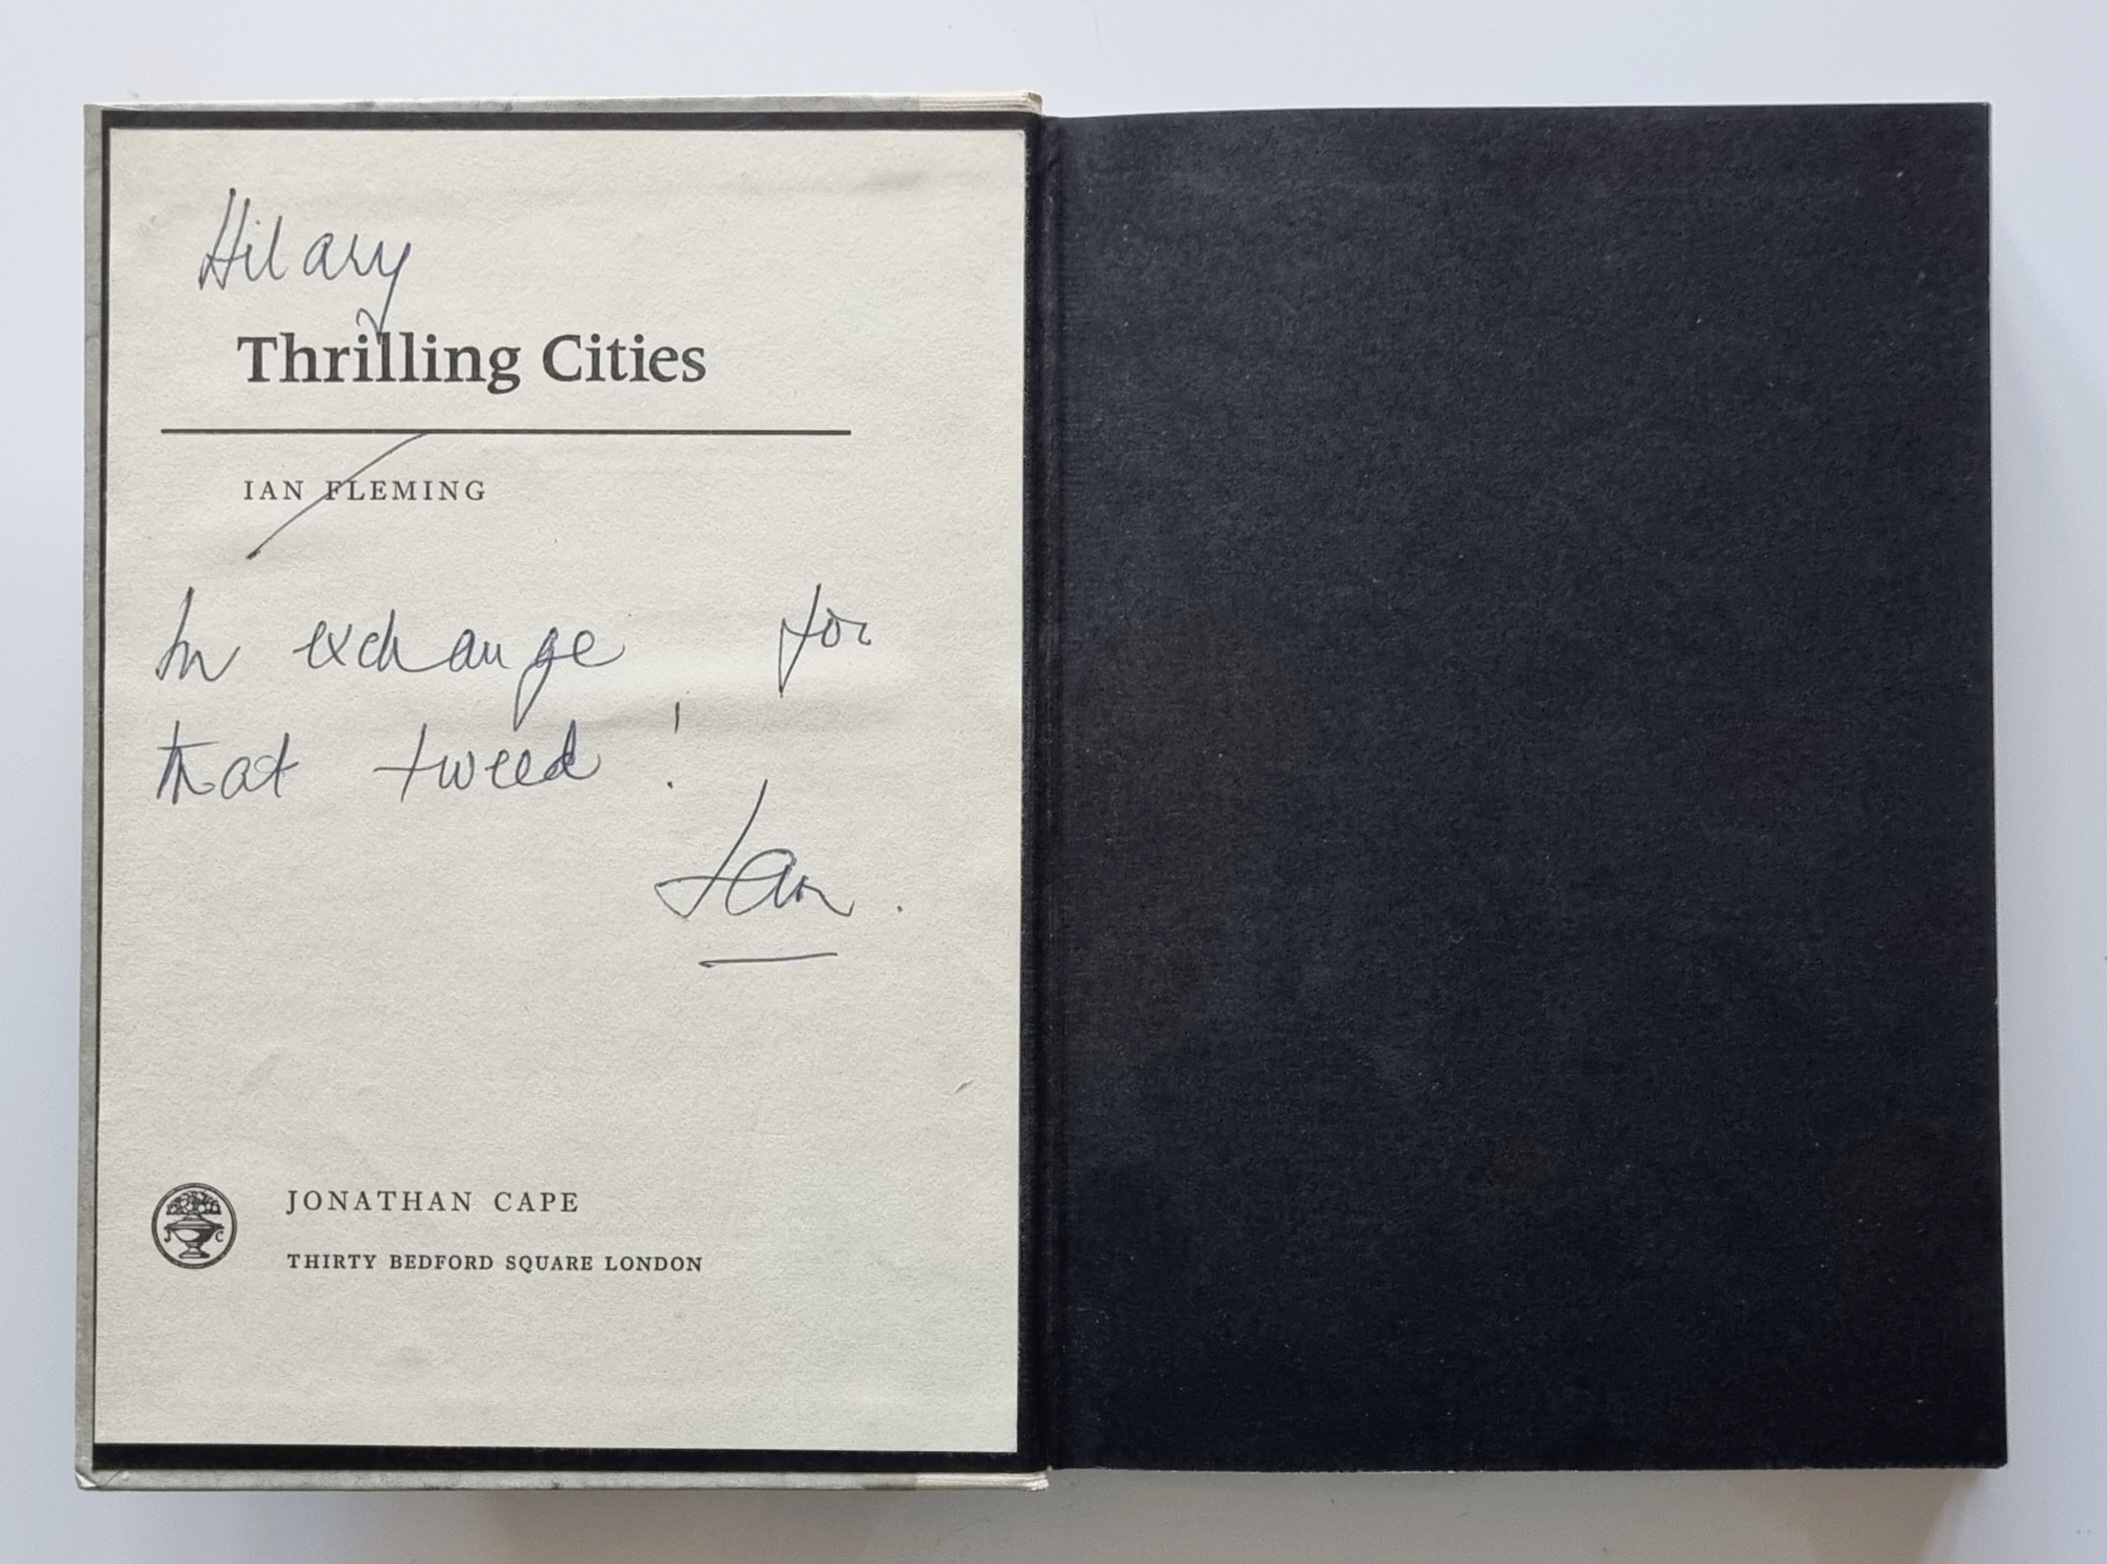 Hilary
Thrilling Cities
IAN FLEMING
In exchange for
that tweed!
Ian.
J C
JONATHAN CAPE
THIRTY BEDFORD SQUARE LONDON